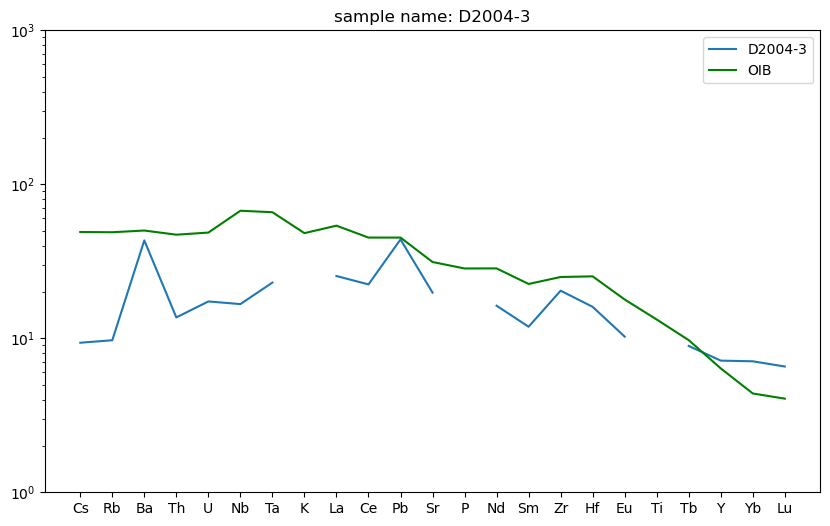 sample name: D2004-3
D2004-3
OIB
10³
10²
10¹
10⁰
Cs Rb Ba Th U Nb Ta K La Ce Pb Sr P Nd Sm Zr Hf Eu Ti Tb Y Yb Lu